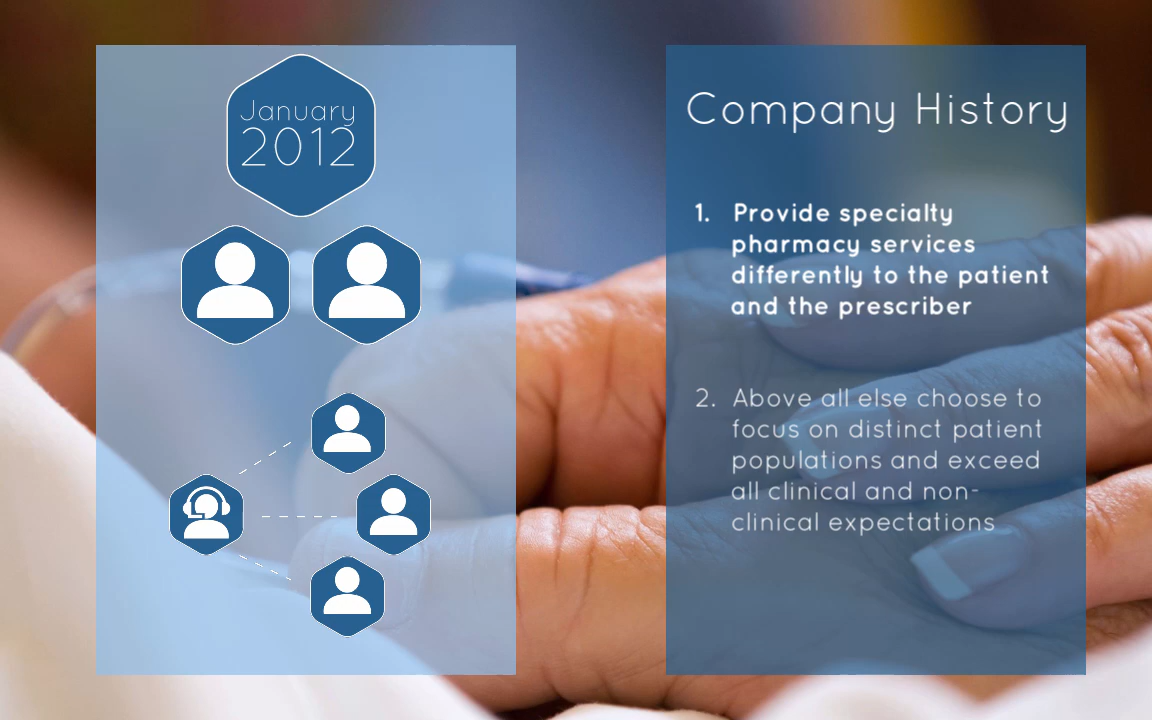 January
2012
Company History
1. Provide specialty
pharmacy services
differently to the patient
and the prescriber
2. Above all else choose to
focus on distinct patient
populations and exceed
all clinical and non-
clinical expectations